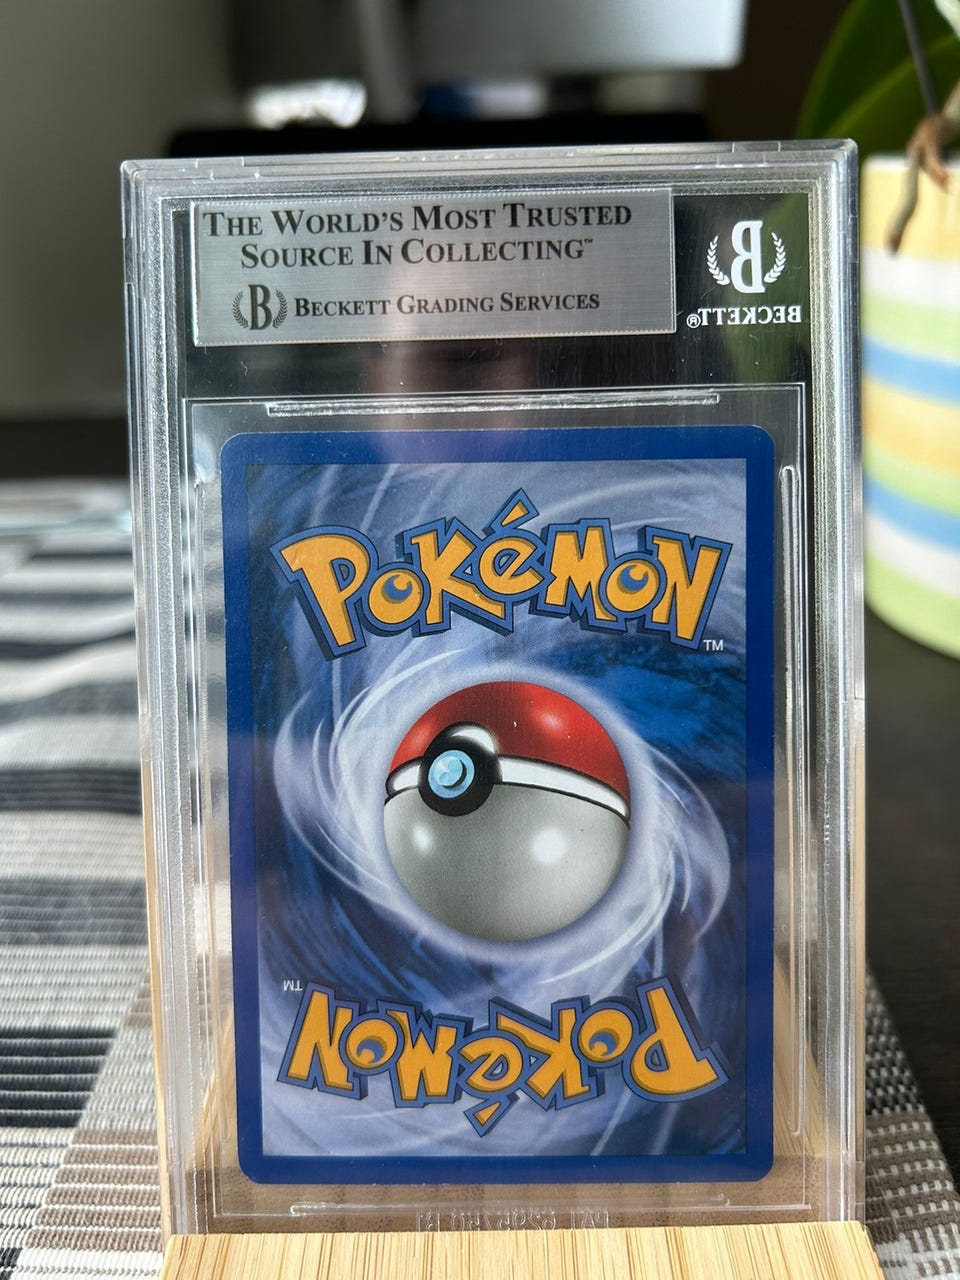 THE WORLD'S MOST TRUSTED
SOURCE IN COLLECTING™
B BECKETT GRADING SERVICES
B
BECKETT®
POKéMON
TM
TM
POKéMON